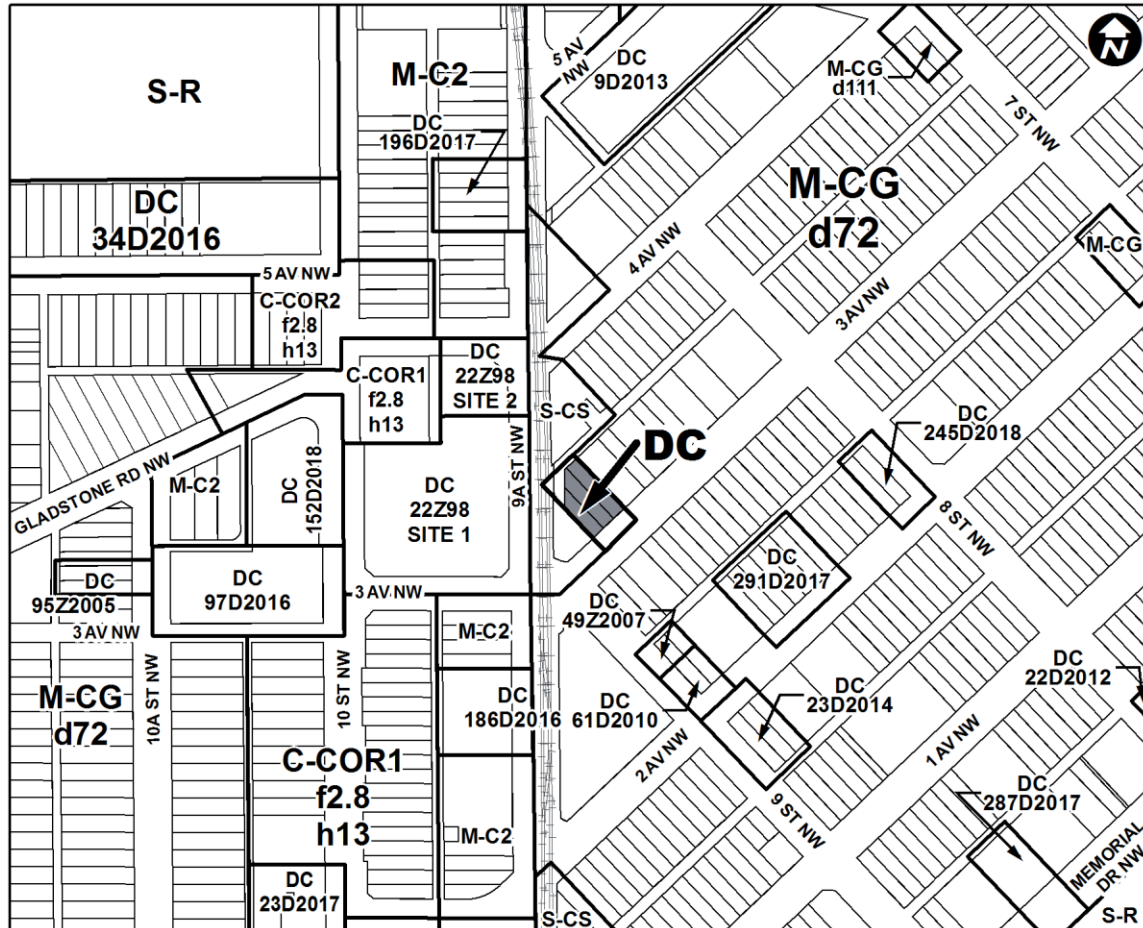 S-R
M-C2
DC
196D2017
5 AV
NW
DC
9D2013
M-CG
d111
N
7 ST NW
M-CG
d72
DC
34D2016
4 AV NW
3 AV NW
M-CG
5 AV NW
C-COR2
f2.8
h13
C-COR1
f2.8
h13
DC
22Z98
SITE 2
S-CS
DC
DC
245D2018
9A ST NW
GLADSTONE RD NW
M-C2
DC
152D2018
DC
22Z98
SITE 1
8 ST NW
DC
95Z2005
DC
97D2016
3 AV NW
3 AV NW
DC
291D2017
DC
49Z2007
M-C2
M-CG
d72
10A ST NW
10 ST NW
DC
186D2016
DC
61D2010
DC
23D2014
DC
22D2012
2 AV NW
1 AV NW
C-COR1
f2.8
h13
M-C2
9 ST NW
DC
287D2017
MEMORIAL
DR NW
DC
23D2017
S-CS
S-R